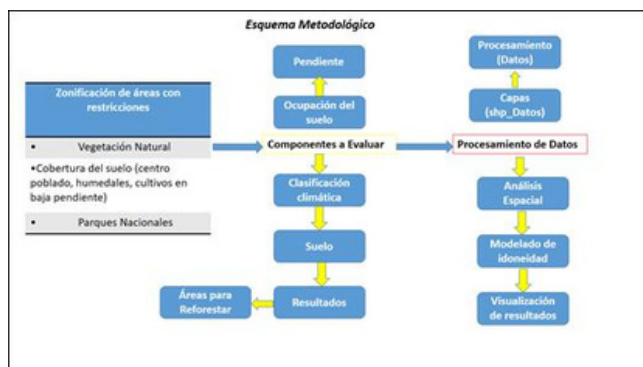 Esquema Metodológico
Zonificación de áreas con
restricciones
• Vegetación Natural
•Cobertura del suelo (centro
poblado, humedales, cultivos en
baja pendiente)
• Parques Nacionales
Pendiente
Ocupación del
suelo
Componentes a Evaluar
Clasificación
climática
Suelo
Resultados
Áreas para
Reforestar
Procesamiento
(Datos)
Capas
(shp_Datos)
Procesamiento de Datos
Análisis
Espacial
Modelado de
idoneidad
Visualización
de resultados